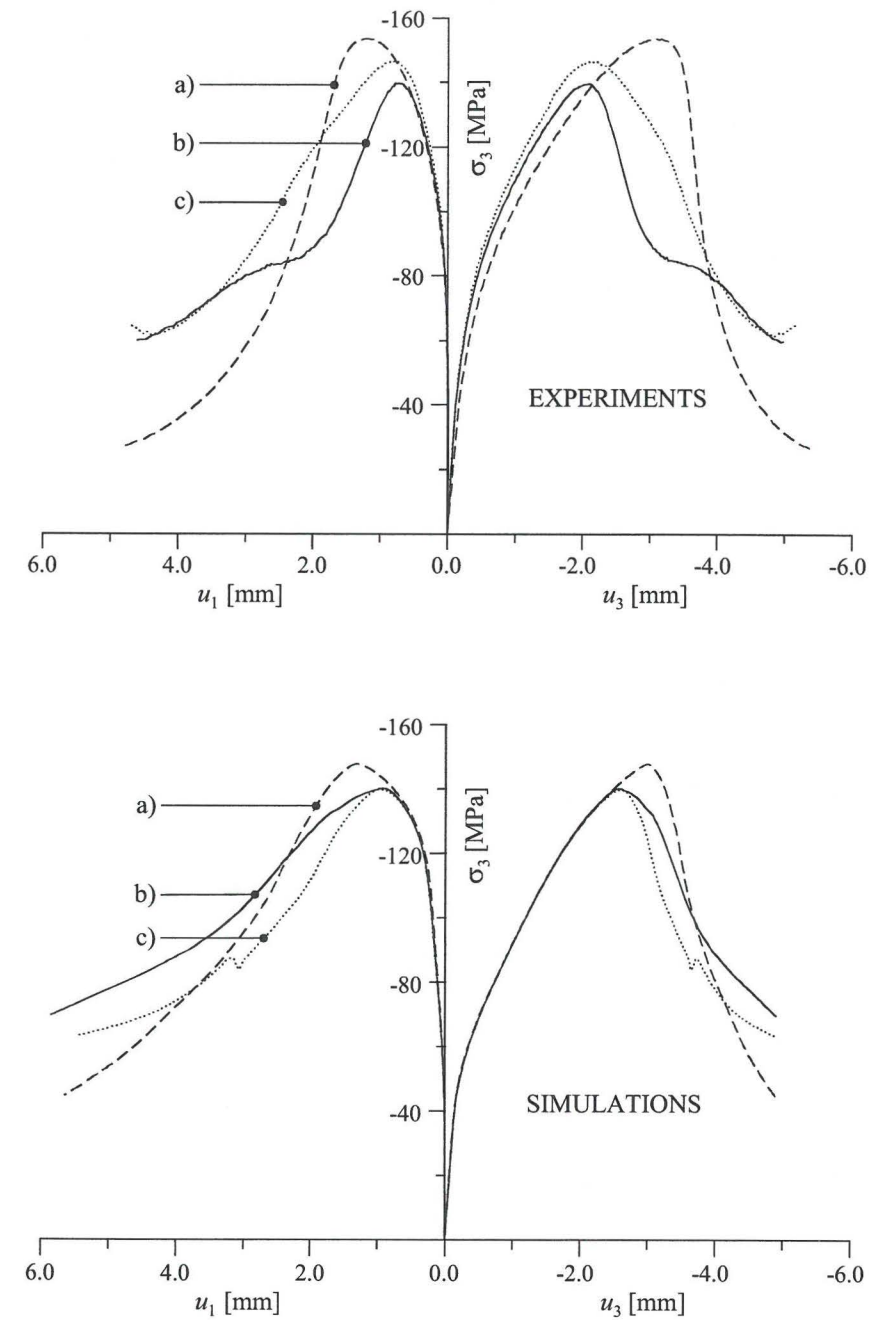 -160
a)
b)
-120
σ3 [MPa]
c)
-80
-40
EXPERIMENTS
6.0 4.0 2.0 0.0 -2.0 -4.0 -6.0
u1 [mm] u3 [mm]
-160
a)
σ3 [MPa]
-120
b)
c)
-80
-40
SIMULATIONS
6.0 4.0 2.0 0.0 -2.0 -4.0 -6.0
u1 [mm] u3 [mm]